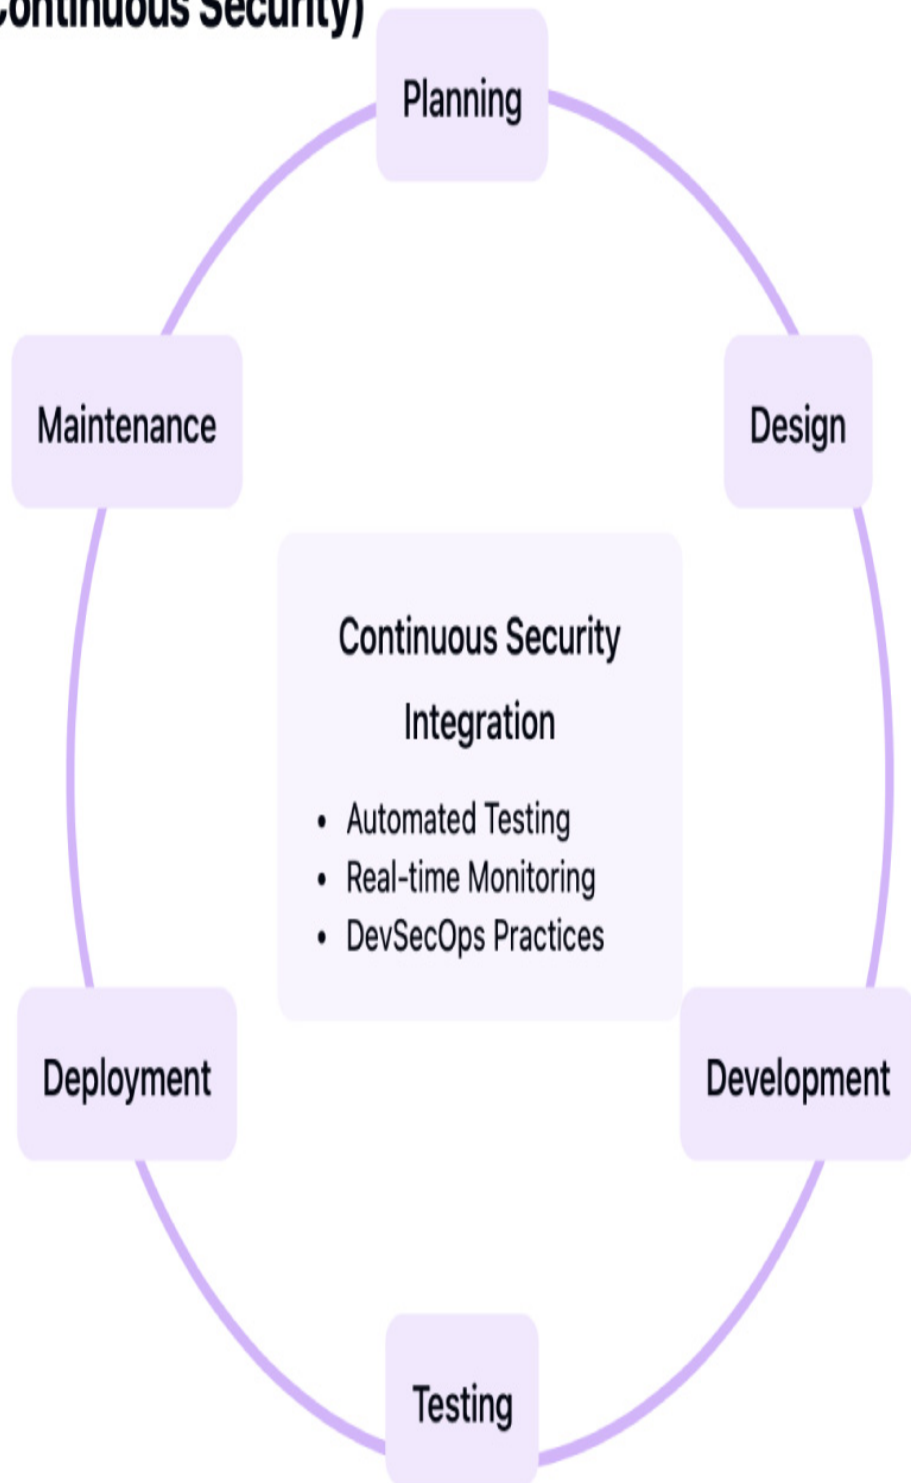 Continuous Security)
Planning
Maintenance
Design
Continuous Security
Integration
• Automated Testing
• Real-time Monitoring
• DevSecOps Practices
Deployment
Development
Testing